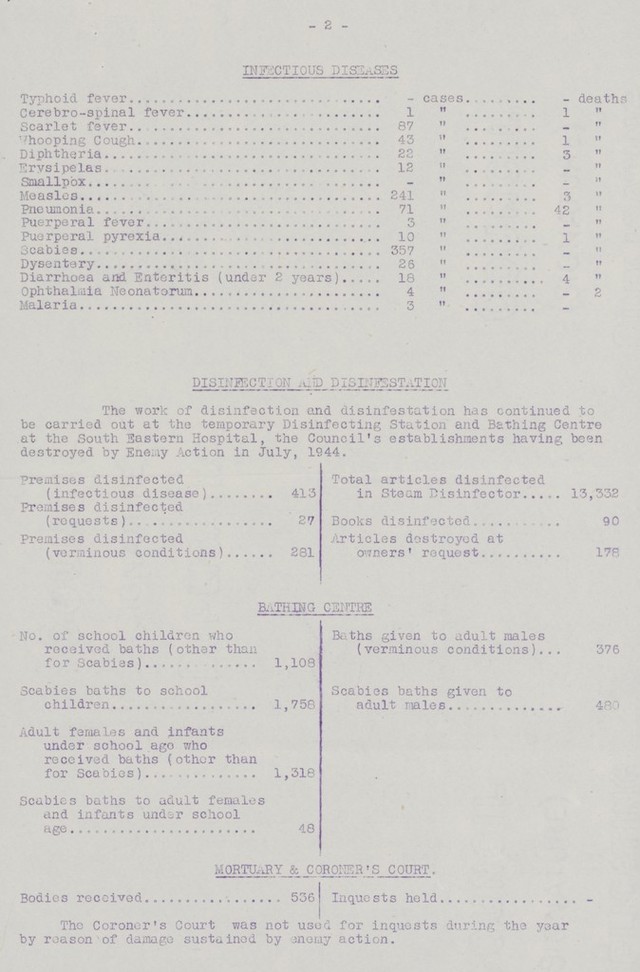 - 2 -
INFECTIOUS DISEASES
Typhoid fever............................... - cases......... - deaths
Cerebro-spinal fever........................ 1 " ......... 1 "
Scarlet fever............................... 87 " ......... - "
Whooping Cough.............................. 43 " ......... 1 "
Diphtheria.................................. 22 " ......... 3 "
Erysipelas.................................. 12 " ......... - "
Smallpox.................................... - " ......... - "
Measles..................................... 241 " ......... 3 "
Pneumonia................................... 71 " ......... 42 "
Puerperal fever............................. 3 " ......... - "
Puerperal pyrexia........................... 10 " ......... 1 "
Scabies..................................... 357 " ......... - "
Dysentery................................... 26 " ......... - "
Diarrhoea and Enteritis (under 2 years)..... 18 " .......... 4 "
Ophthalmia Neonatorum....................... 4 " ......... - 2
Malaria..................................... 3 " ......... -
DISINFECTION AND DISINFESTATION
The work of disinfection and disinfestation has continued to
be carried out at the temporary Disinfecting Station and Bathing Centre
at the South Eastern Hospital, the Council's establishments having been
destroyed by Enemy Action in July, 1944.
Premises disinfected
(infectious disease)........ 413
Premises disinfected
(requests).................. 27
Premises disinfected
(verminous conditions)...... 281
Total articles disinfected
in Steam Disinfector..... 13,332
Books disinfected........... 90
Articles destroyed at
owners' request.......... 178
BATHING CENTRE
No. of school children who
received baths (other than
for Scabies).............. 1,108
Scabies baths to school
children.................. 1,758
Adult females and infants
under school age who
received baths (other than
for Scabies).............. 1,318
Scabies baths to adult females
and infants under school
age....................... 48
Baths given to adult males
(verminous conditions)... 376
Scabies baths given to
adult males.............. 480
MORTUARY & CORONER'S COURT.
Bodies received................. 536
Inquests held.................. -
The Coroner's Court was not used for inquests during the year
by reason of damage sustained by enemy action.